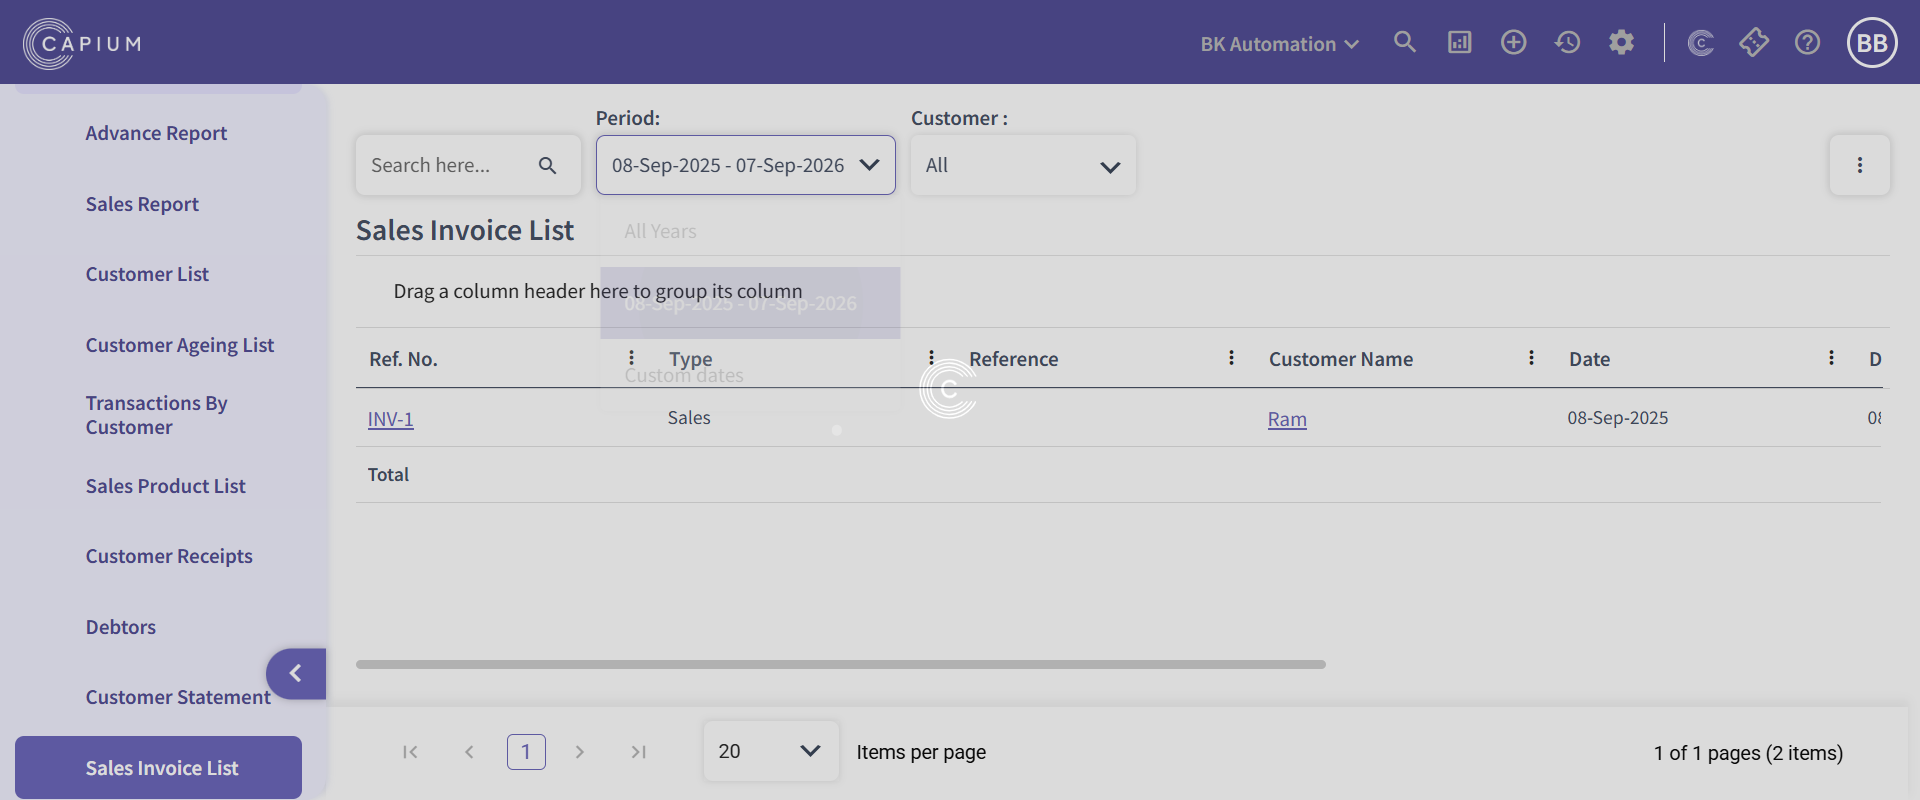 CAPIUM
BK Automation
C
BB
Advance Report
Sales Report
Customer List
Customer Ageing List
Transactions By
Customer
Sales Product List
Customer Receipts
Debtors
Customer Statement
Sales Invoice List
Period:
Customer :
Search here...
08-Sep-2025 - 07-Sep-2026
All
All Years
Sales Invoice List
Drag a column header here to group its column
08-Sep-2025 - 07-Sep-2026
Ref. No.
Type
Reference
Customer Name
Date
D
Custom dates
C
INV-1
Sales
Ram
08-Sep-2025
08
Total
1
20
Items per page
1 of 1 pages (2 items)